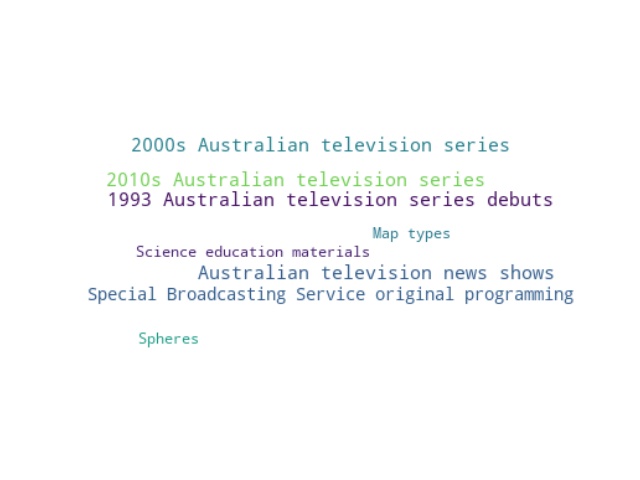 2000s Australian television series
2010s Australian television series
1993 Australian television series debuts
Map types
Science education materials
Australian television news shows
Special Broadcasting Service original programming
Spheres